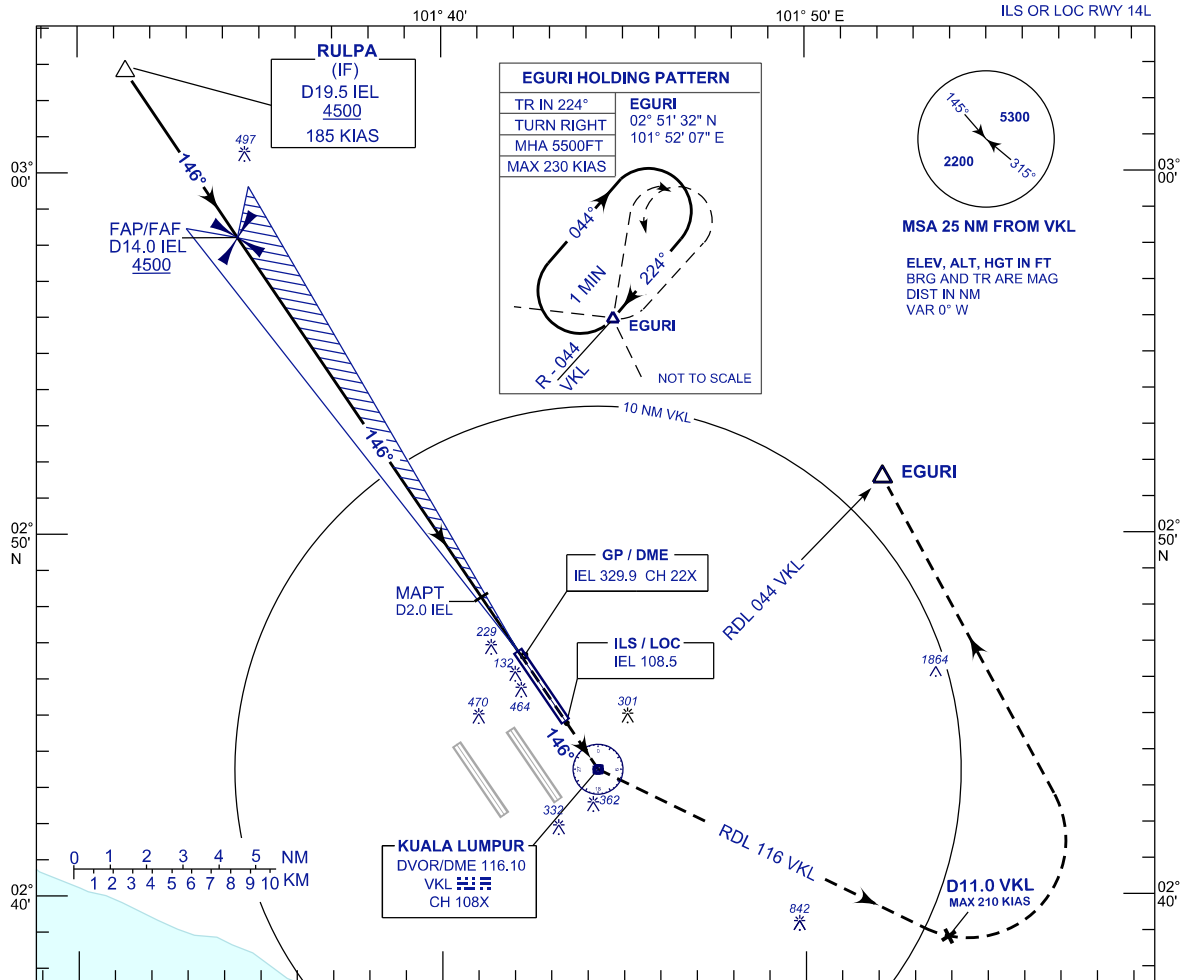 101° 40'
101° 50' E
ILS OR LOC RWY 14L
RULPA
(IF)
D19.5 IEL
4500
185 KIAS
497
146°
FAP/FAF
D14.0 IEL
4500
03°
00'
EGURI HOLDING PATTERN
TR IN 224°
TURN RIGHT
MHA 5500FT
MAX 230 KIAS
EGURI
02° 51' 32" N
101° 52' 07" E
044°
1 MIN
224°
EGURI
R - 044
VKL
NOT TO SCALE
145°
5300
2200
315°
03°
00'
MSA 25 NM FROM VKL
ELEV, ALT, HGT IN FT
BRG AND TR ARE MAG
DIST IN NM
VAR 0° W
10 NM VKL
146°
EGURI
02°
50'
N
02°
50'
N
GP / DME
IEL 329.9 CH 22X
MAPT
D2.0 IEL
RDL 044 VKL
229
132
464
470
ILS / LOC
IEL 108.5
301
1864
146°
362
332
KUALA LUMPUR
DVOR/DME 116.10
VKL
CH 108X
RDL 116 VKL
D11.0 VKL
MAX 210 KIAS
842
0 1 2 3 4 5 NM
1 2 3 4 5 6 7 8 9 10 KM
02°
40'
02°
40'